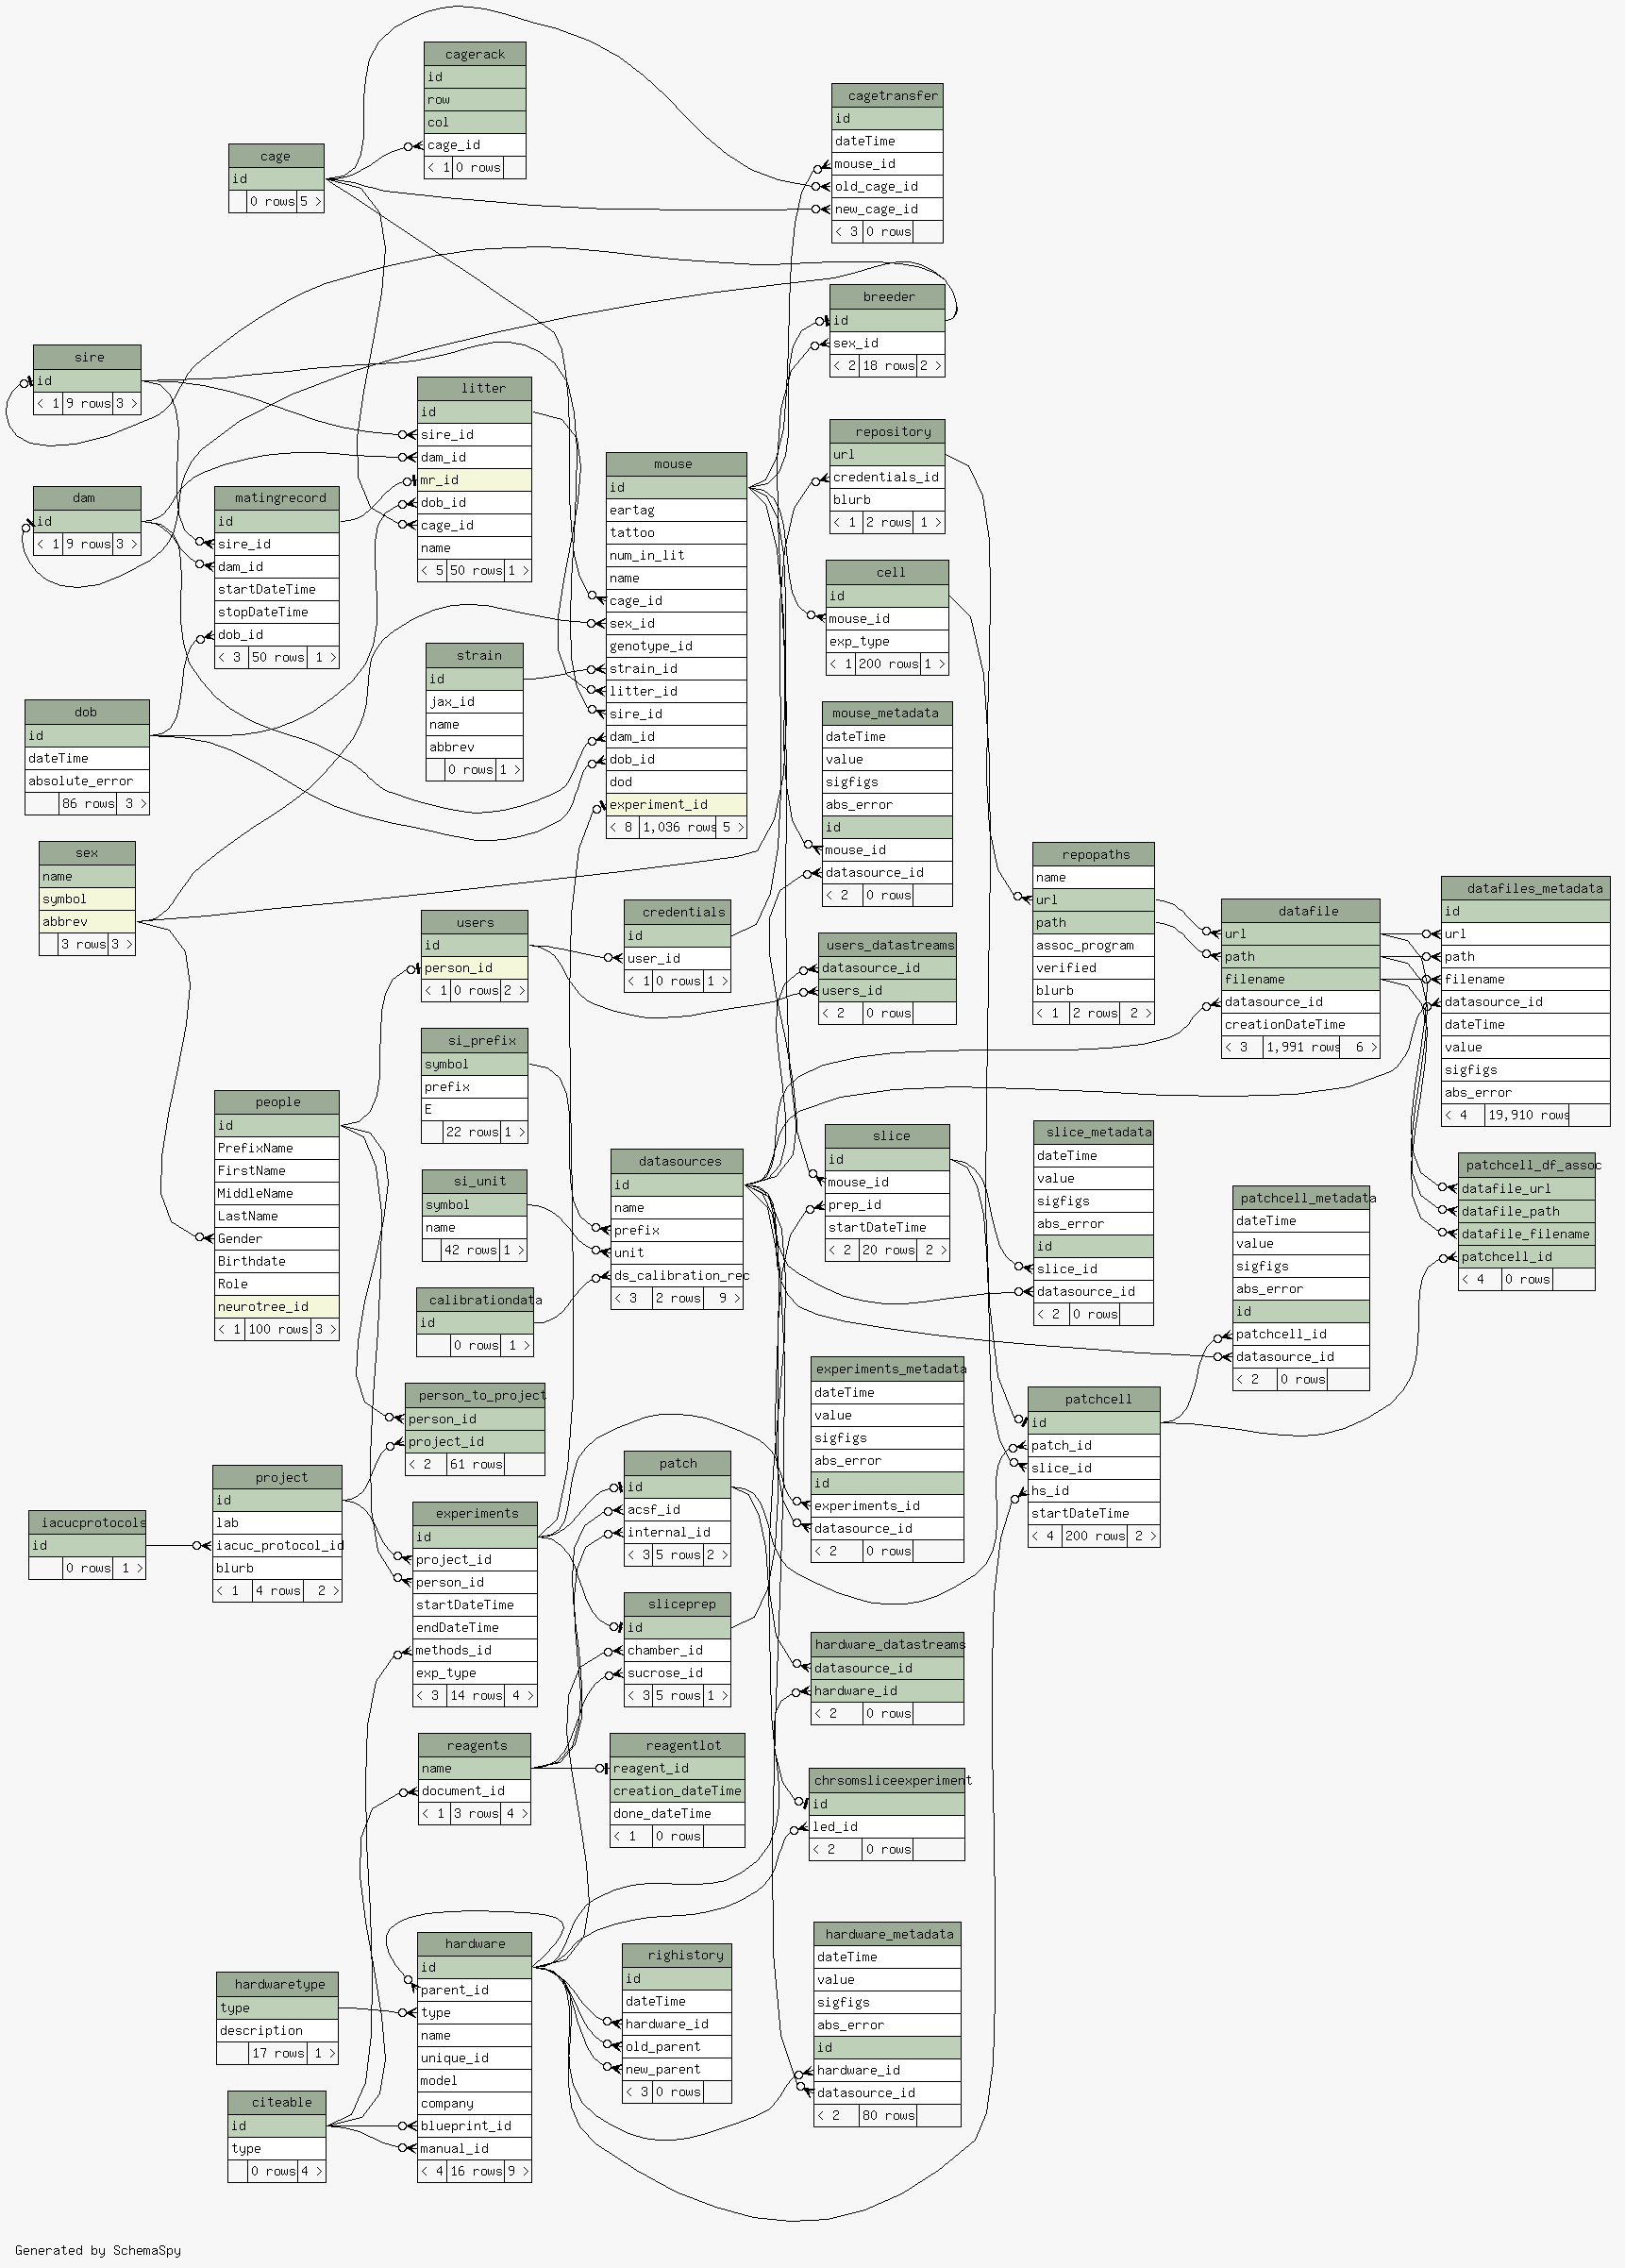 cagerack
id
row
col
cage_id
< 1 0 rows
cagetransfer
id
dateTime
mouse_id
old_cage_id
new_cage_id
< 3 0 rows
cage
id
0 rows 5 >
breeder
id
sex_id
< 2 18 rows 2 >
sire
id
< 1 9 rows 3 >
litter
id
sire_id
dam_id
mr_id
dob_id
cage_id
name
< 5 50 rows 1 >
repository
url
credentials_id
blurb
< 1 2 rows 1 >
mouse
id
eartag
tattoo
num_in_lit
name
cage_id
sex_id
genotype_id
strain_id
litter_id
sire_id
dam_id
dob_id
dod
experiment_id
< 8 1,036 rows 5 >
dam
id
< 1 9 rows 3 >
matingrecord
id
sire_id
dam_id
startDateTime
stopDateTime
dob_id
< 3 50 rows 1 >
cell
id
mouse_id
exp_type
< 1 200 rows 1 >
strain
id
jax_id
name
abbrev
0 rows 1 >
dob
id
dateTime
absolute_error
86 rows 3 >
mouse_metadata
dateTime
value
sigfigs
abs_error
id
mouse_id
datasource_id
< 2 0 rows
sex
name
symbol
abbrev
3 rows 3 >
repopaths
name
url
path
assoc_program
verified
blurb
< 1 2 rows 2 >
datafile
url
path
filename
datasource_id
creationDateTime
< 3 1,991 rows 6 >
datafiles_metadata
id
url
path
filename
datasource_id
dateTime
value
sigfigs
abs_error
< 4 19,910 rows
users
id
person_id
< 1 0 rows 2 >
credentials
id
user_id
< 1 0 rows 1 >
users_datastreams
datasource_id
users_id
< 2 0 rows
si_prefix
symbol
prefix
E
22 rows 1 >
people
id
PrefixName
FirstName
MiddleName
LastName
Gender
Birthdate
Role
neurotree_id
< 1 100 rows 3 >
si_unit
symbol
name
42 rows 1 >
datasources
id
name
prefix
unit
ds_calibration_rec
< 3 2 rows 9 >
slice
id
mouse_id
prep_id
startDateTime
< 2 20 rows 2 >
slice_metadata
dateTime
value
sigfigs
abs_error
id
slice_id
datasource_id
< 2 0 rows
patchcell_metadata
dateTime
value
sigfigs
abs_error
id
patchcell_id
datasource_id
< 2 0 rows
patchcell_df_assoc
datafile_url
datafile_path
datafile_filename
patchcell_id
< 4 0 rows
calibrationdata
id
0 rows 1 >
person_to_project
person_id
project_id
< 2 61 rows
experiments_metadata
dateTime
value
sigfigs
abs_error
id
experiments_id
datasource_id
< 2 0 rows
patchcell
id
patch_id
slice_id
hs_id
startDateTime
< 4 200 rows 2 >
iacucprotocols
id
0 rows 1 >
project
id
lab
iacuc_protocol_id
blurb
< 1 4 rows 2 >
experiments
id
project_id
person_id
startDateTime
endDateTime
methods_id
exp_type
< 3 14 rows 4 >
patch
id
acsf_id
internal_id
< 3 5 rows 2 >
sliceprep
id
chamber_id
sucrose_id
< 3 5 rows 1 >
hardware_datastreams
datasource_id
hardware_id
< 2 0 rows
reagents
name
document_id
< 1 3 rows 4 >
reagentlot
reagent_id
creation_dateTime
done_dateTime
< 1 0 rows
chrsomsliceexperiment
id
led_id
< 2 0 rows
hardwaretype
type
description
17 rows 1 >
hardware
id
parent_id
type
name
unique_id
model
company
blueprint_id
manual_id
< 4 16 rows 9 >
righistory
id
dateTime
hardware_id
old_parent
new_parent
< 3 0 rows
hardware_metadata
dateTime
value
sigfigs
abs_error
id
hardware_id
datasource_id
< 2 80 rows
citeable
id
type
0 rows 4 >
Generated by SchemaSpy